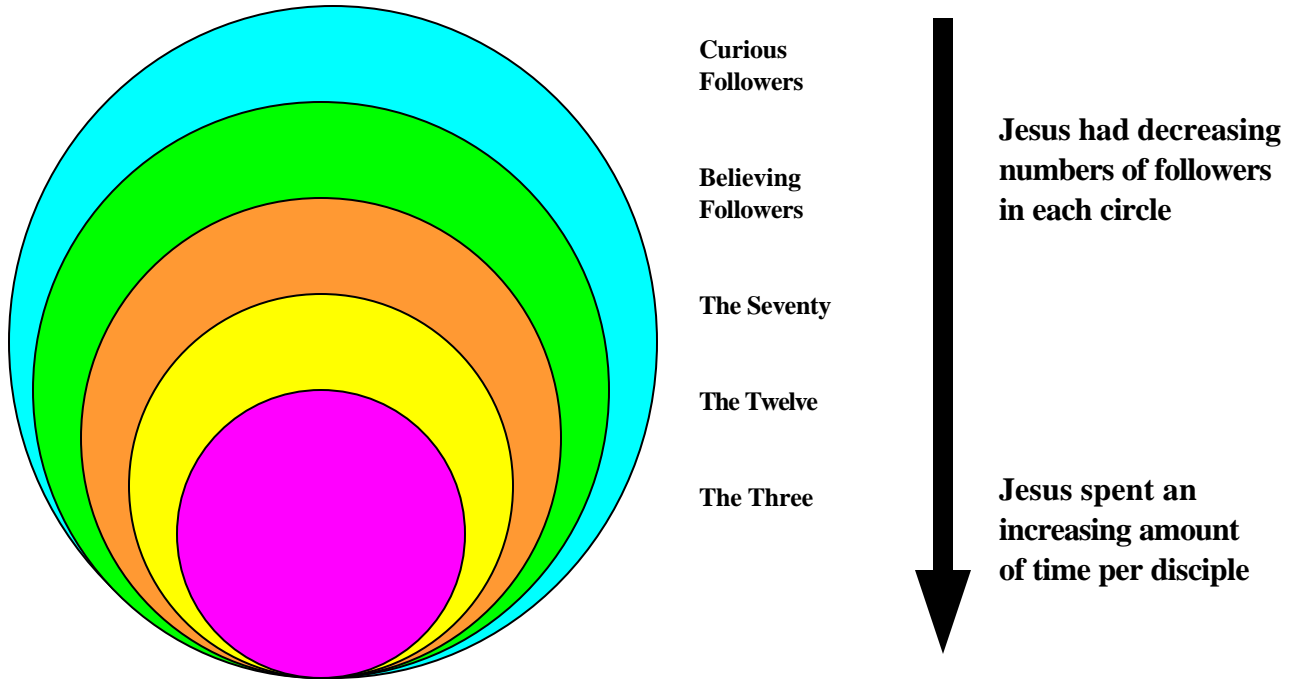 Curious
Followers
Believing
Followers
The Seventy
The Twelve
The Three
Jesus had decreasing
numbers of followers
in each circle
Jesus spent an
increasing amount
of time per disciple